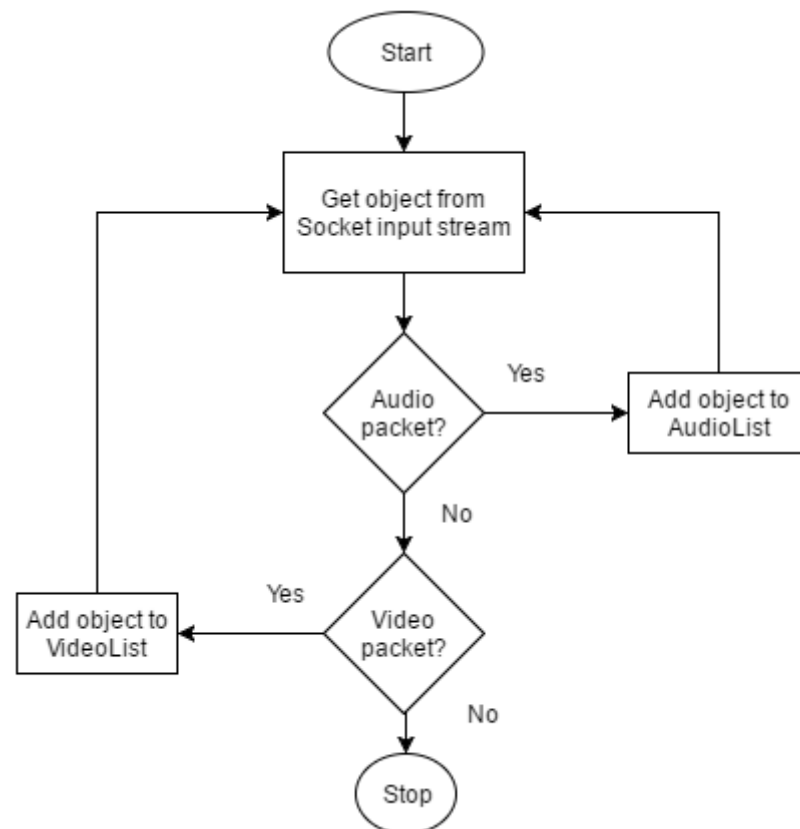 Start
Get object from
Socket input stream
Audio
packet?
Yes
Add object to
AudioList
No
Video
packet?
Yes
Add object to
VideoList
No
Stop